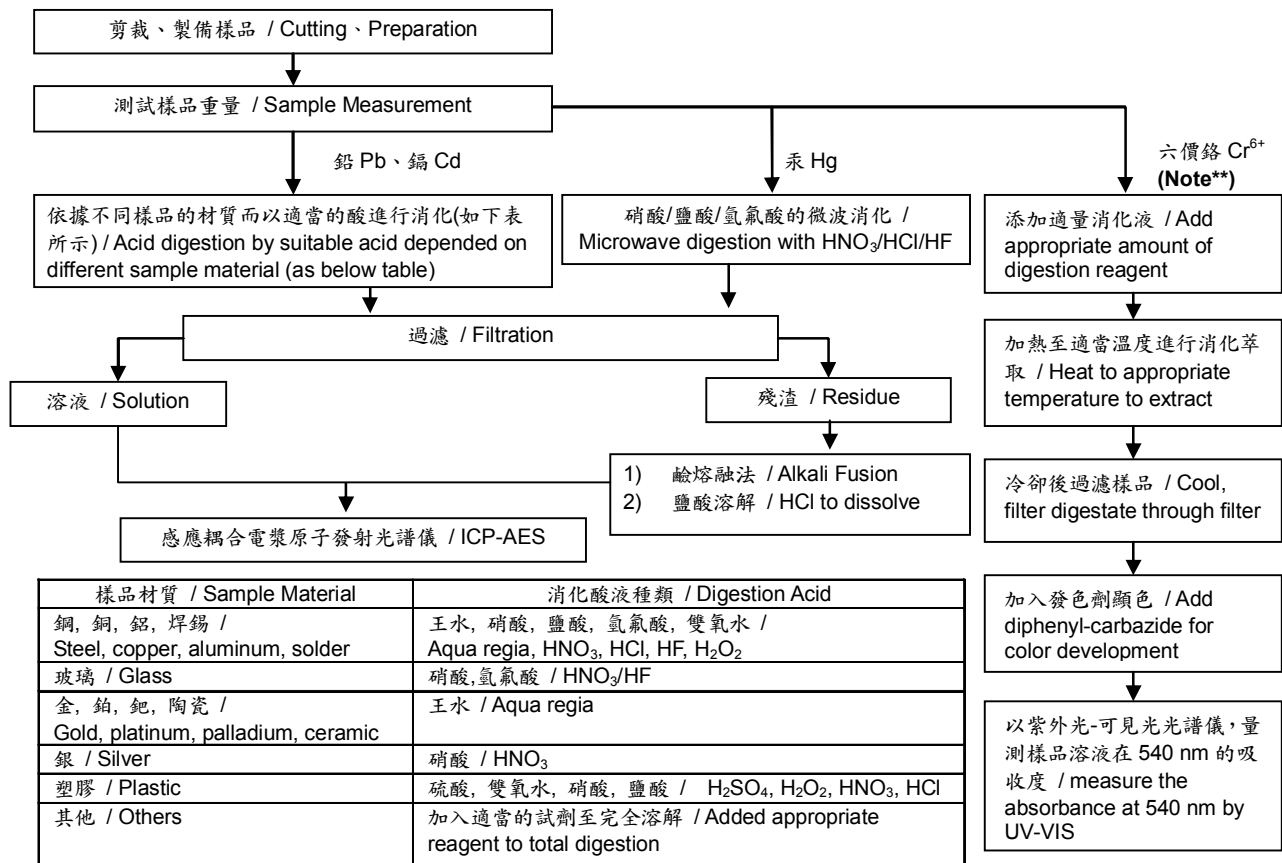 剪裁、製備樣品 / Cutting、Preparation
測試樣品重量 / Sample Measurement
鉛 Pb、鎘 Cd
汞 Hg
六價鉻 Cr⁶⁺
(Note**)
依據不同樣品的材質而以適當的酸進行消化(如下表
所示) / Acid digestion by suitable acid depended on
different sample material (as below table)
硝酸/鹽酸/氫氟酸的微波消化 /
Microwave digestion with HNO₃/HCl/HF
添加適量消化液 / Add
appropriate amount of
digestion reagent
過濾 / Filtration
加熱至適當溫度進行消化萃
取 / Heat to appropriate
temperature to extract
溶液 / Solution
殘渣 / Residue
1) 鹼熔融法 / Alkali Fusion
2) 鹽酸溶解 / HCl to dissolve
冷卻後過濾樣品 / Cool,
filter digestate through filter
感應耦合電漿原子發射光譜儀 / ICP-AES
加入發色劑顯色 / Add
diphenyl-carbazide for
color development
以紫外光-可見光光譜儀，量
測樣品溶液在 540 nm 的吸
收度 / measure the
absorbance at 540 nm by
UV-VIS
樣品材質 / Sample Material
消化酸液種類 / Digestion Acid
鋼, 銅, 鋁, 焊錫 /
Steel, copper, aluminum, solder
王水, 硝酸, 鹽酸, 氫氟酸, 雙氧水 /
Aqua regia, HNO₃, HCl, HF, H₂O₂
玻璃 / Glass
硝酸,氫氟酸 / HNO₃/HF
金, 鉑, 鈀, 陶瓷 /
Gold, platinum, palladium, ceramic
王水 / Aqua regia
銀 / Silver
硝酸 / HNO₃
塑膠 / Plastic
硫酸, 雙氧水, 硝酸, 鹽酸 / H₂SO₄, H₂O₂, HNO₃, HCl
其他 / Others
加入適當的試劑至完全溶解 / Added appropriate
reagent to total digestion